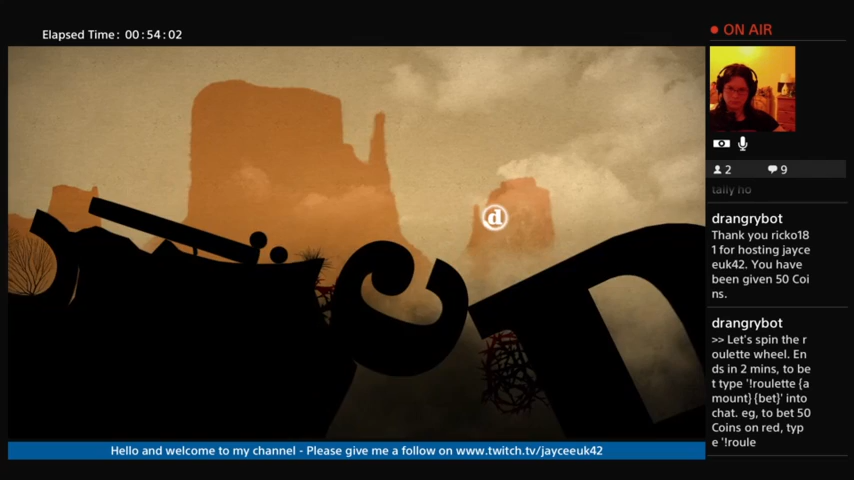 Elapsed Time: 00:54:02
ON AIR
2
9
tally ho
drangrybot
Thank you ricko18
1 for hosting jayce
euk42. You have
been given 50 Coi
ns.
drangrybot
>> Let's spin the r
oulette wheel. En
ds in 2 mins, to be
t type '!roulette {a
mount} {bet}' into
chat. eg, to bet 50
Coins on red, typ
e '!roule
d
Hello and welcome to my channel - Please give me a follow on www.twitch.tv/jayceeuk42